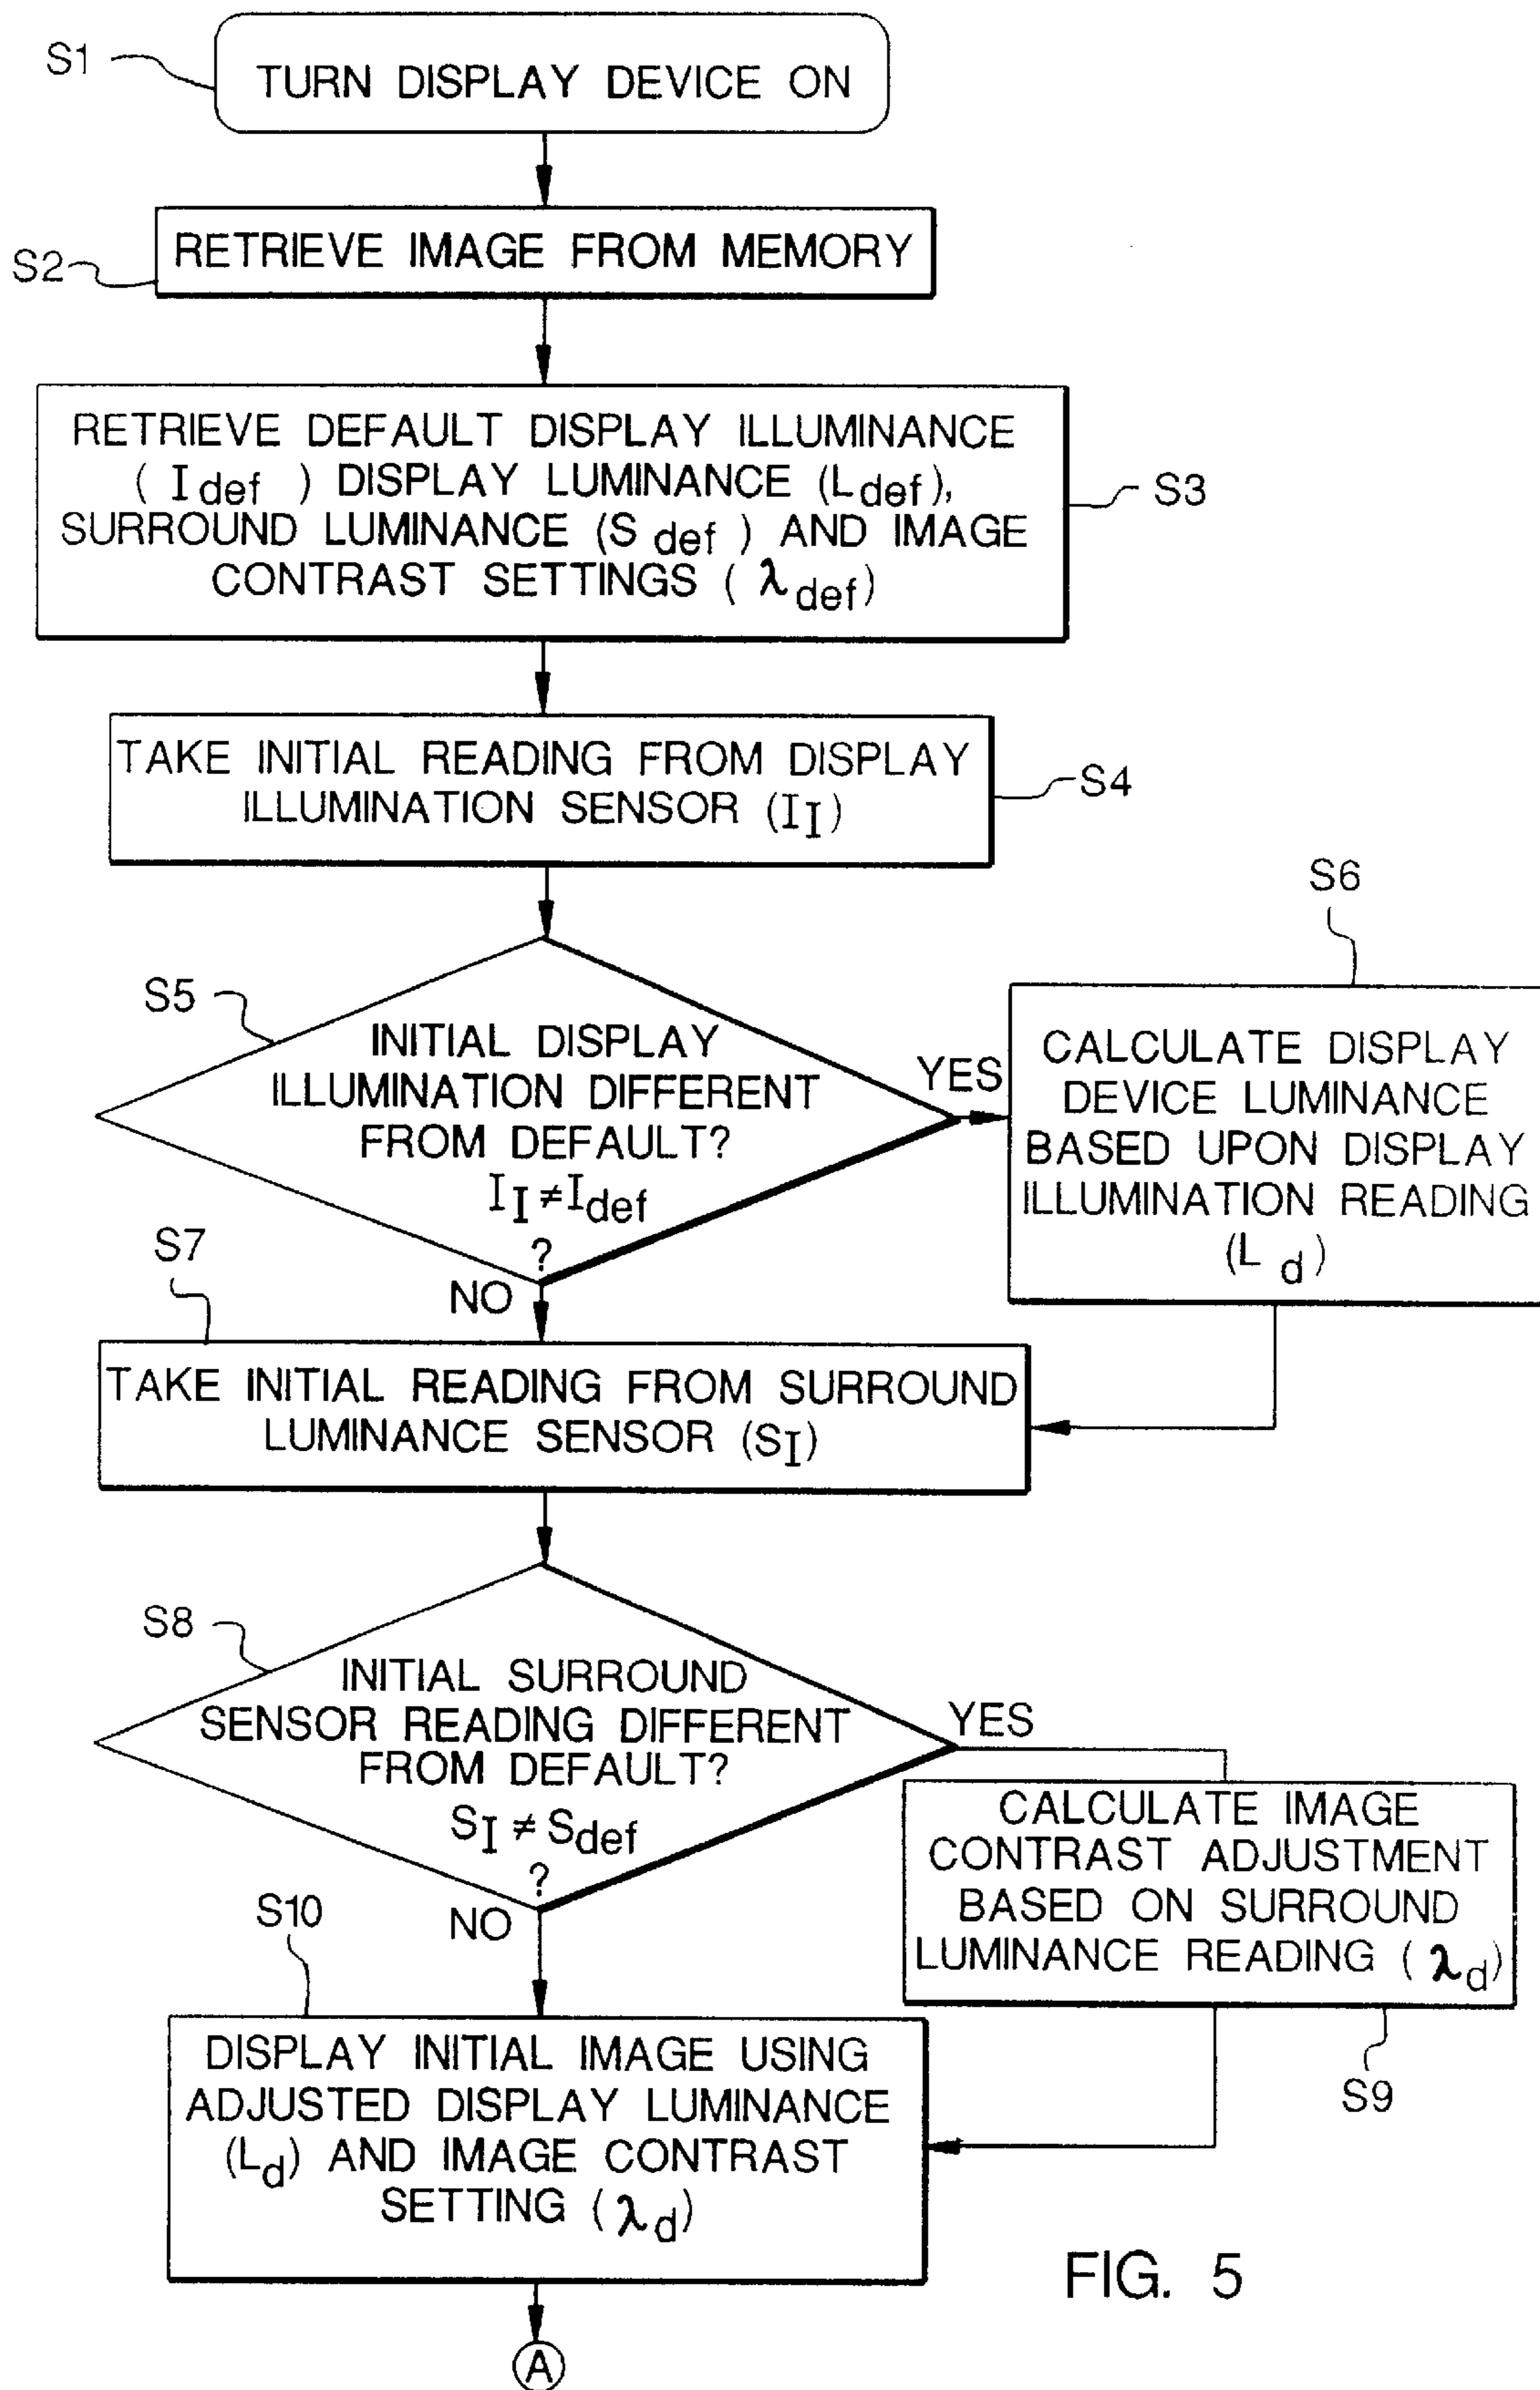 S1
TURN DISPLAY DEVICE ON
S2
RETRIEVE IMAGE FROM MEMORY
RETRIEVE DEFAULT DISPLAY ILLUMINANCE
( I def ) DISPLAY LUMINANCE (Ldef),
SURROUND LUMINANCE (S def ) AND IMAGE
CONTRAST SETTINGS ( λ def)
S3
TAKE INITIAL READING FROM DISPLAY
ILLUMINATION SENSOR (II)
S4
S5
INITIAL DISPLAY
ILLUMINATION DIFFERENT
FROM DEFAULT?
II ≠ Idef
?
YES
NO
S6
CALCULATE DISPLAY
DEVICE LUMINANCE
BASED UPON DISPLAY
ILLUMINATION READING
(L d )
S7
TAKE INITIAL READING FROM SURROUND
LUMINANCE SENSOR (SI)
S8
INITIAL SURROUND
SENSOR READING DIFFERENT
FROM DEFAULT?
SI ≠ Sdef
?
YES
NO
CALCULATE IMAGE
CONTRAST ADJUSTMENT
BASED ON SURROUND
LUMINANCE READING ( λ d)
S9
S10
DISPLAY INITIAL IMAGE USING
ADJUSTED DISPLAY LUMINANCE
(Ld) AND IMAGE CONTRAST
SETTING ( λ d)
FIG. 5
A